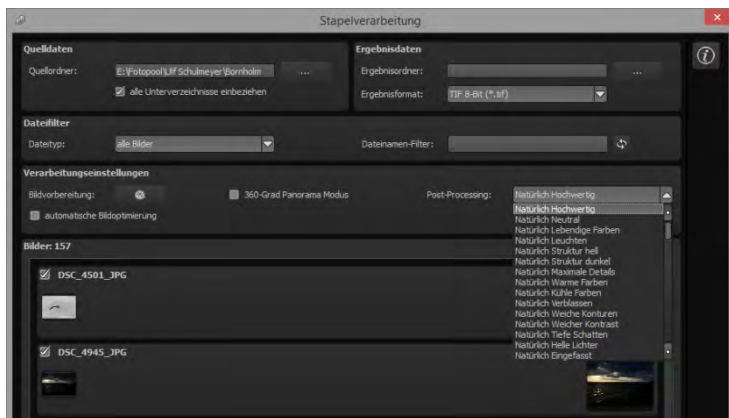 Stapelverarbeitung
Quelldaten
Quellordner: E:\Fotopool\Ulf Schulmeyer\Bornholm ...
alle Unterverzeichnisse einbeziehen
Ergebnisdaten
Ergebnisordner: ...
Ergebnisformat: TIF 8-Bit (*.tif)
Dateifilter
Dateityp: alle Bilder
Dateinamen-Filter:
Verarbeitungseinstellungen
Bildvorbereitung:
360-Grad Panorama Modus
Post-Processing: Natürlich Hochwertig
automatische Bildoptimierung
Natürlich Hochwertig
Natürlich Neutral
Natürlich Lebendige Farben
Natürlich Leuchten
Natürlich Struktur hell
Natürlich Struktur dunkel
Natürlich Maximale Details
Natürlich Warme Farben
Natürlich Kühle Farben
Natürlich Verblassen
Natürlich Weiche Konturen
Natürlich Weicher Kontrast
Natürlich Tiefe Schatten
Natürlich Helle Lichter
Natürlich Eingefasst
Bilder: 157
DSC_4501_JPG
DSC_4945_JPG